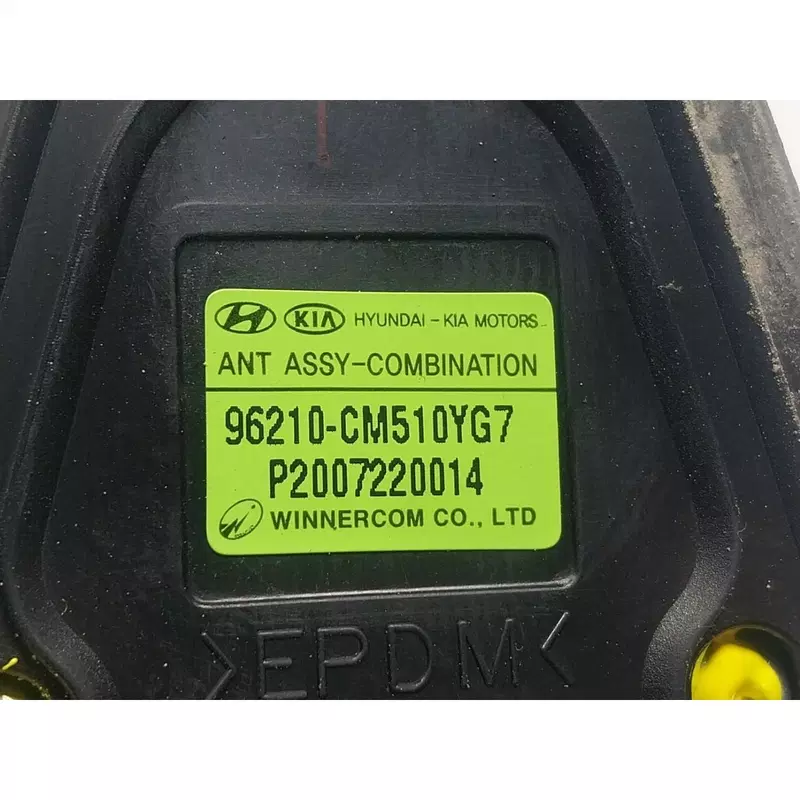 KIA HYUNDAI - KIA MOTORS
ANT ASSY-COMBINATION
96210-CM510YG7
P2007220014
WINNERCOM CO., LTD
>EPDM<